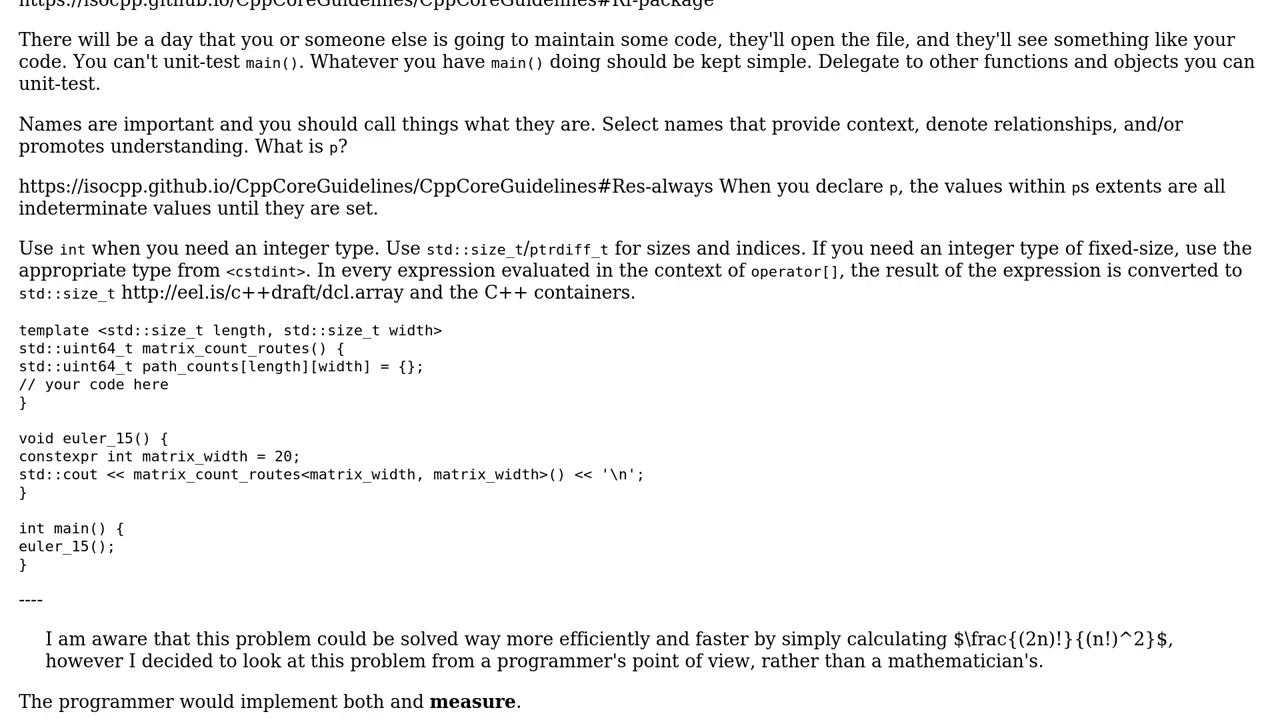 https://isocpp.github.io/CppCoreGuidelines/CppCoreGuidelines#Ri-package
There will be a day that you or someone else is going to maintain some code, they'll open the file, and they'll see something like your
code. You can't unit-test main(). Whatever you have main() doing should be kept simple. Delegate to other functions and objects you can
unit-test.
Names are important and you should call things what they are. Select names that provide context, denote relationships, and/or
promotes understanding. What is p?
https://isocpp.github.io/CppCoreGuidelines/CppCoreGuidelines#Res-always When you declare p, the values within ps extents are all
indeterminate values until they are set.
Use int when you need an integer type. Use std::size_t/ptrdiff_t for sizes and indices. If you need an integer type of fixed-size, use the
appropriate type from <cstdint>. In every expression evaluated in the context of operator[], the result of the expression is converted to
std::size_t http://eel.is/c++draft/dcl.array and the C++ containers.
template <std::size_t length, std::size_t width>
std::uint64_t matrix_count_routes() {
std::uint64_t path_counts[length][width] = {};
// your code here
}
void euler_15() {
constexpr int matrix_width = 20;
std::cout << matrix_count_routes<matrix_width, matrix_width>() << '\n';
}
int main() {
euler_15();
}
----
I am aware that this problem could be solved way more efficiently and faster by simply calculating $\frac{(2n)!}{(n!)^2}$,
however I decided to look at this problem from a programmer's point of view, rather than a mathematician's.
The programmer would implement both and measure.